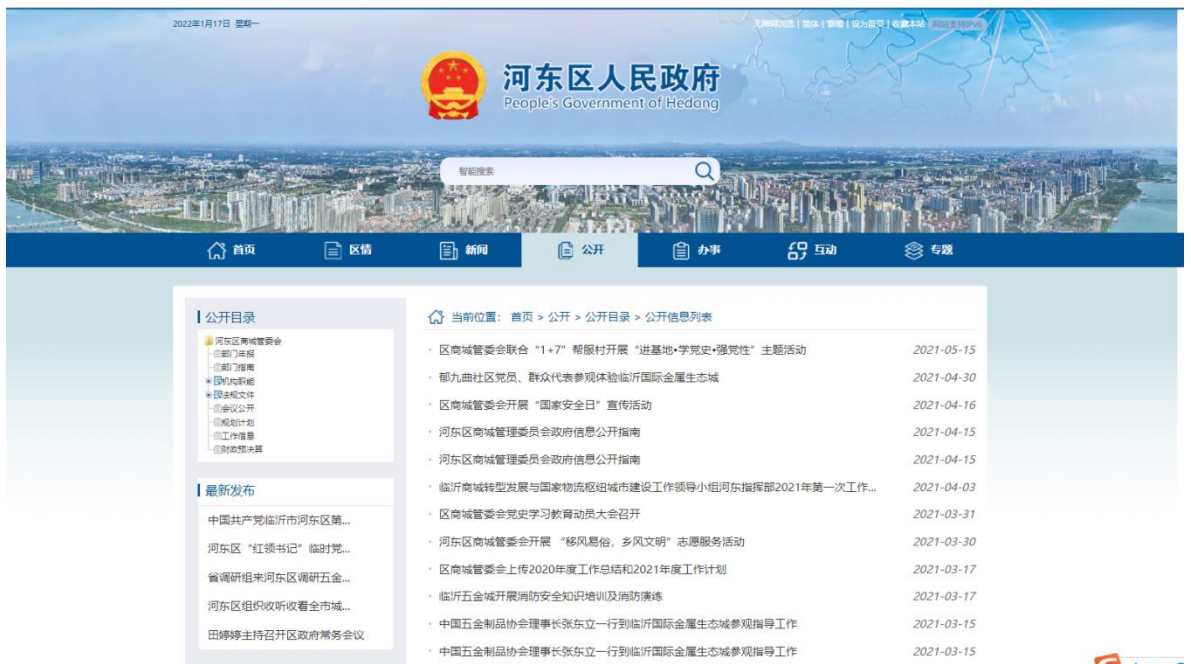 2022年1月17日 星期一
无障碍浏览 | 简体 | 繁體 | 设为首页 | 收藏本站 网站支持IPv6
河东区人民政府
People's Government of Hedong
智能搜索
首页 区情 新闻 公开 办事 互动 专题
公开目录
河东区商城管委会
部门年报
部门指南
机构职能
法规文件
会议公开
规划计划
工作信息
财政预决算
最新发布
中国共产党临沂市河东区第...
河东区“红领书记”临时党...
省调研组来河东区调研五金...
河东区组织收听收看全市城...
田婷婷主持召开区政府常务会议
当前位置: 首页 > 公开 > 公开目录 > 公开信息列表
区商城管委会联合“1+7”帮服村开展“进基地•学党史•强党性”主题活动 2021-05-15
郁九曲社区党员、群众代表参观体验临沂国际金属生态城 2021-04-30
区商城管委会开展“国家安全日”宣传活动 2021-04-16
河东区商城管理委员会政府信息公开指南 2021-04-15
河东区商城管理委员会政府信息公开指南 2021-04-15
临沂商城转型发展与国家物流枢纽城市建设工作领导小组河东指挥部2021年第一次工作... 2021-04-03
区商城管委会党史学习教育动员大会召开 2021-03-31
河东区商城管委会开展 “移风易俗，乡风文明”志愿服务活动 2021-03-30
区商城管委会上传2020年度工作总结和2021年度工作计划 2021-03-17
临沂五金城开展消防安全知识培训及消防演练 2021-03-17
中国五金制品协会理事长张东立一行到临沂国际金属生态城参观指导工作 2021-03-15
中国五金制品协会理事长张东立一行到临沂国际金属生态城参观指导工作 2021-03-15